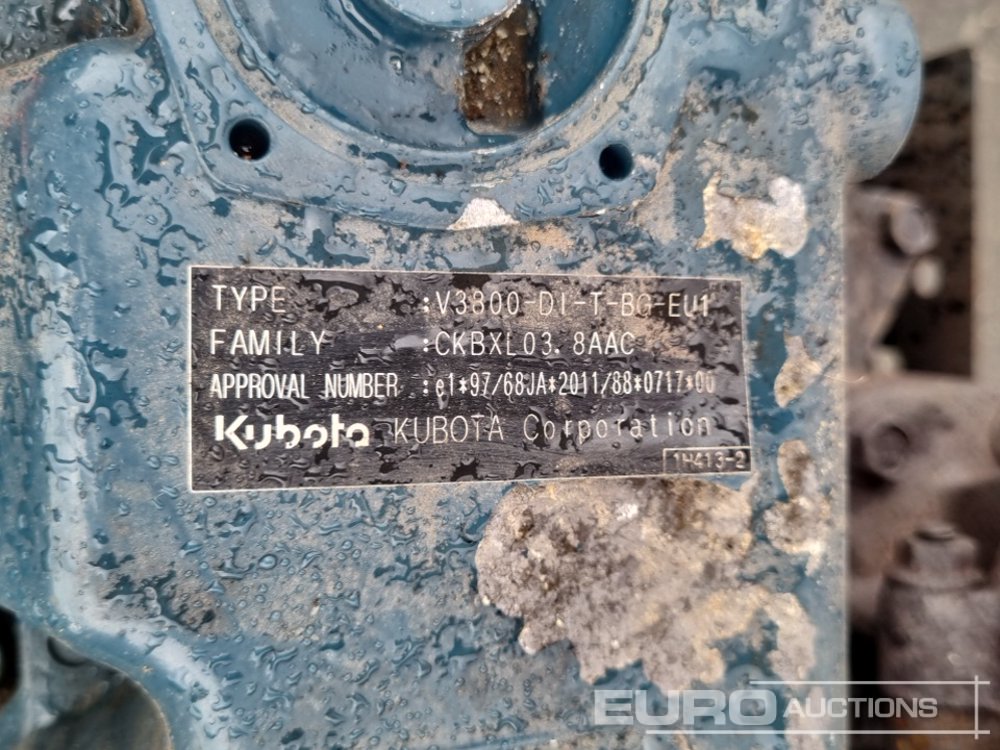 TYPE :V3800-DI-T-BG-EU1
FAMILY :CKBXL03.8AAC
APPROVAL NUMBER :e1*97/68JA*2011/88*0717*00
Kubota KUBOTA Corporation
1H413-2
EURO AUCTIONS